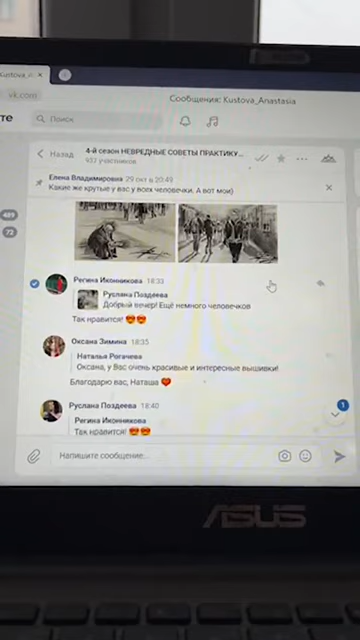 Kustova_
vk.com
Сообщения: Kustova_Anastasia
те
Поиск
Назад
4-й сезон НЕВРЕДНЫЕ СОВЕТЫ ПРАКТИКУ...
Елена Владимировна 29 окт в 20:49
Какие же крутые у вас у всех человечки. А вот мои)
489
72
Регина Иконникова 18:33
Руслана Поздеева
Добрый вечер! Ещё немного человечков
Так нравится! 😍😍
Оксана Зимина 18:35
Наталья Рогачева
Оксана, у Вас очень красивые и интересные вышивки!
Благодарю вас, Наташа ❤
Руслана Поздеева 18:40
Регина Иконникова
Так нравится! 😍😍
1
Напишите сообщение...
ASUS